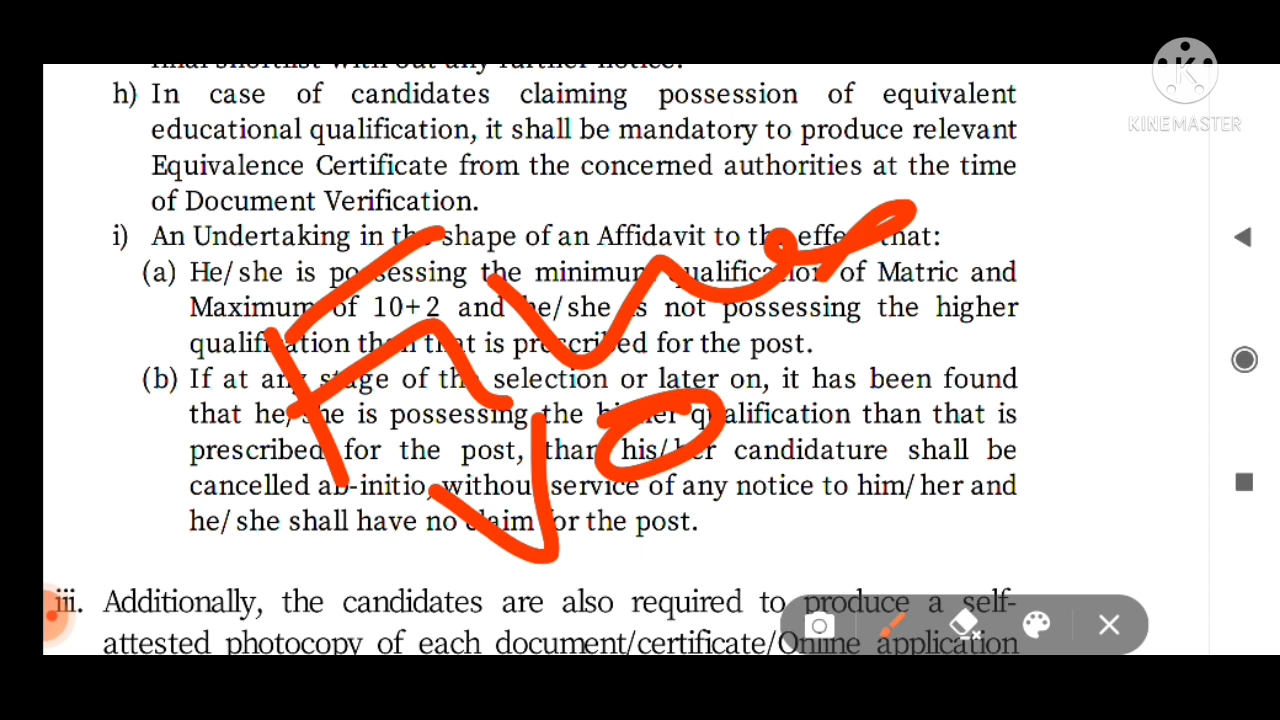 h) In case of candidates claiming possession of equivalent
educational qualification, it shall be mandatory to produce relevant
Equivalence Certificate from the concerned authorities at the time
of Document Verification.
i) An Undertaking in the shape of an Affidavit to the effect that:
(a) He/she is possessing the minimum qualification of Matric and
Maximum of 10+2 and he/she is not possessing the higher
qualification than that is prescribed for the post.
(b) If at any stage of the selection or later on, it has been found
that he/she is possessing the higher qualification than that is
prescribed for the post, than his/her candidature shall be
cancelled ab-initio, without service of any notice to him/her and
he/she shall have no claim for the post.
iii. Additionally, the candidates are also required to produce a self-
attested photocopy of each document/certificate/Online application
KINEMASTER